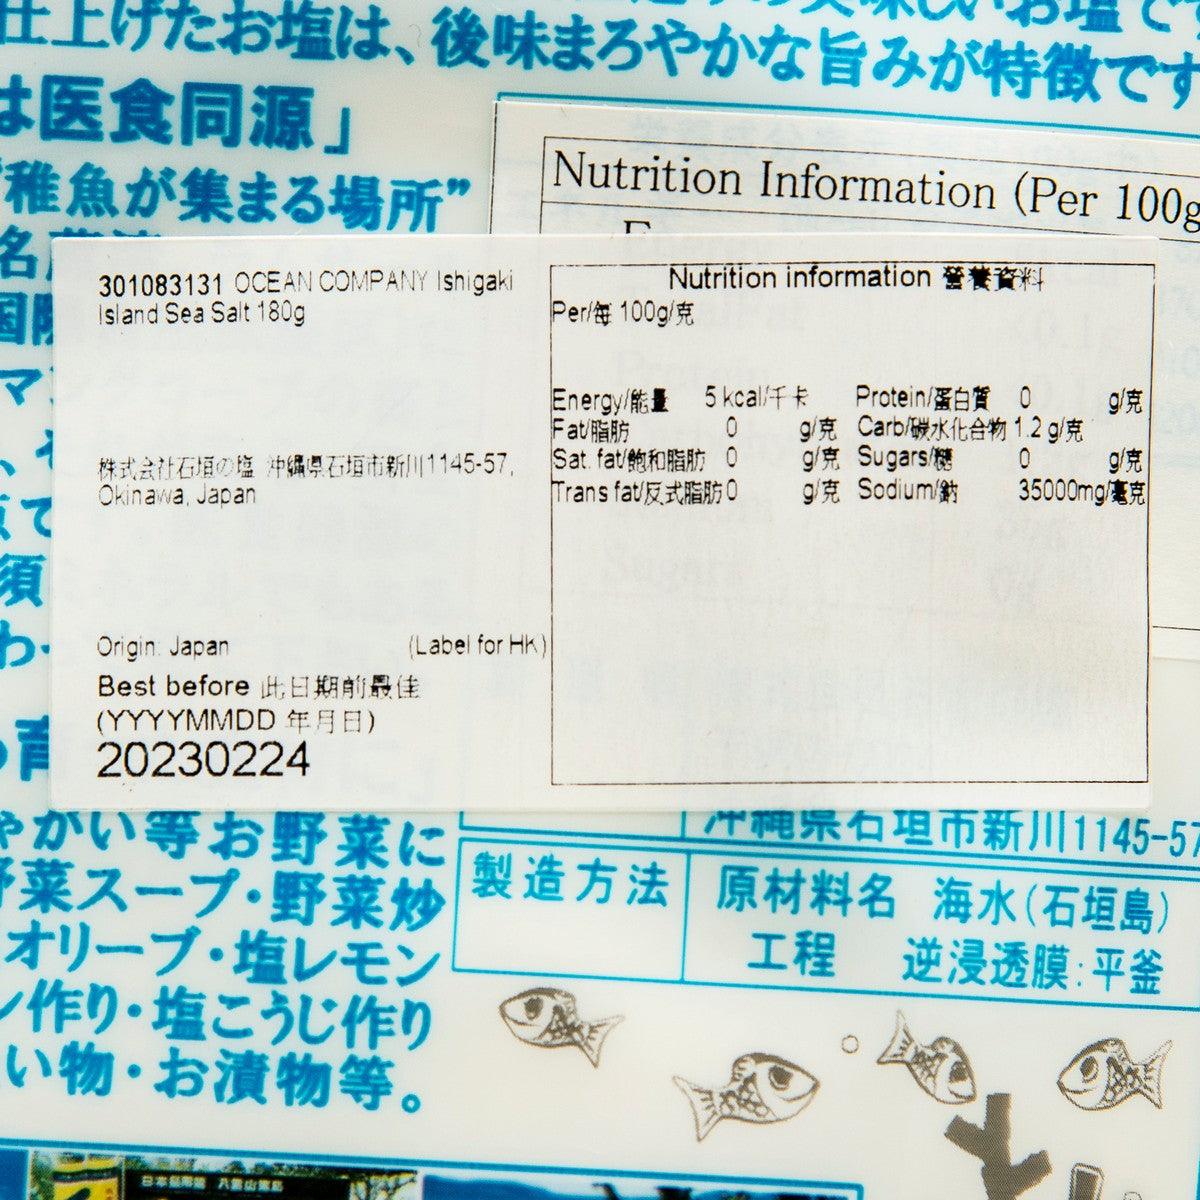 仕上げたお塩は、後味まろやかな旨みが特徴です
は医食同源」
“稚魚が集まる場所”
Nutrition Information (Per 100g
301083131 OCEAN COMPANY Ishigaki
Island Sea Salt 180g
株式会社石垣の塩 沖縄県石垣市新川1145-57,
Okinawa, Japan
Origin: Japan (Label for HK)
Best before 此日期前最佳
(YYYYMMDD 年月日)
20230224
Nutrition information 營養資料
Per/每 100g/克
Energy/能量 5 kcal/千卡 Protein/蛋白質 0 g/克
Fat/脂肪 0 g/克 Carb/碳水化合物 1.2 g/克
Sat. fat/飽和脂肪 0 g/克 Sugars/糖 0 g/克
Trans fat/反式脂肪 0 g/克 Sodium/鈉 35000mg/毫克
沖縄県石垣市新川1145-57
製造方法
原材料名 海水(石垣島)
工程 逆浸透膜:平釜
ゃがい等お野菜に
野菜スープ・野菜炒
オリーブ・塩レモン
ン作り・塩こうじ作り
い物・お漬物等。